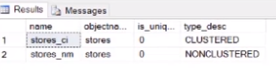 Results Messages
name objectna... is_uniq... type_desc
1 stores_ci stores 0 CLUSTERED
2 stores_nm stores 0 NONCLUSTERED